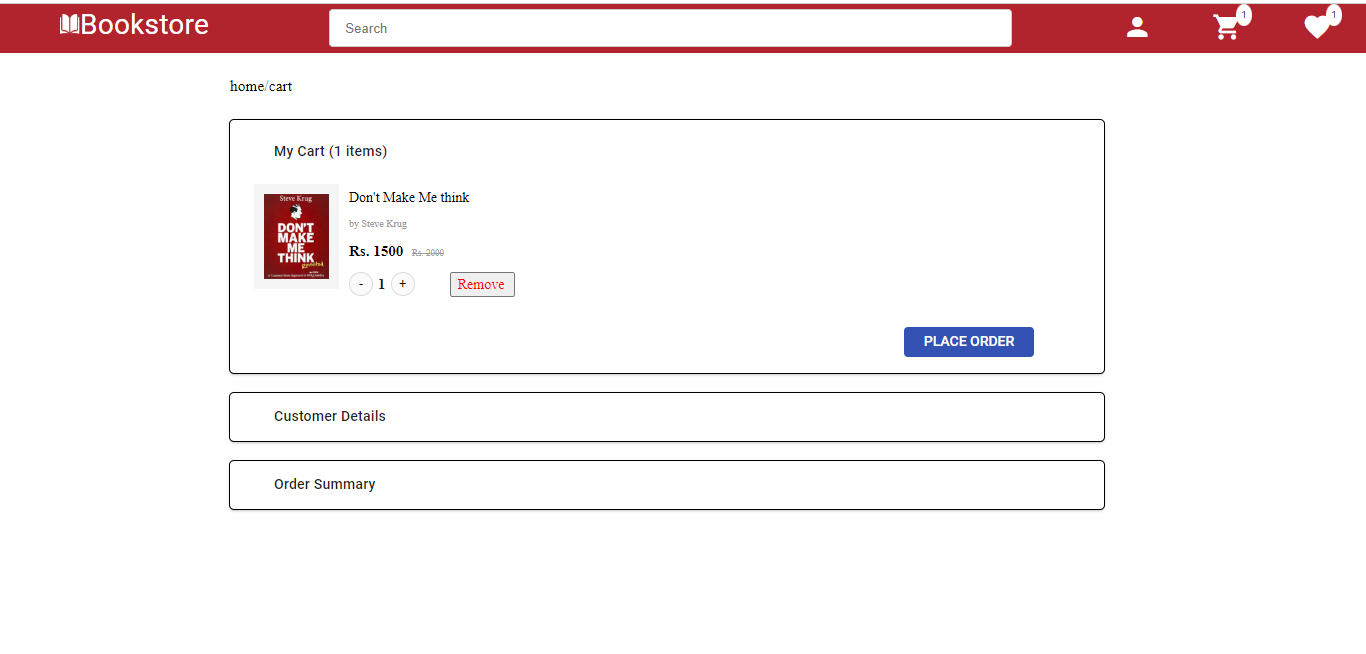 Bookstore
Search
1
1
home/cart
My Cart (1 items)
Steve Krug
DON'T
MAKE
ME
THINK
Don't Make Me think
by Steve Krug
Rs. 1500 Rs. 2000
- 1 + Remove
PLACE ORDER
Customer Details
Order Summary